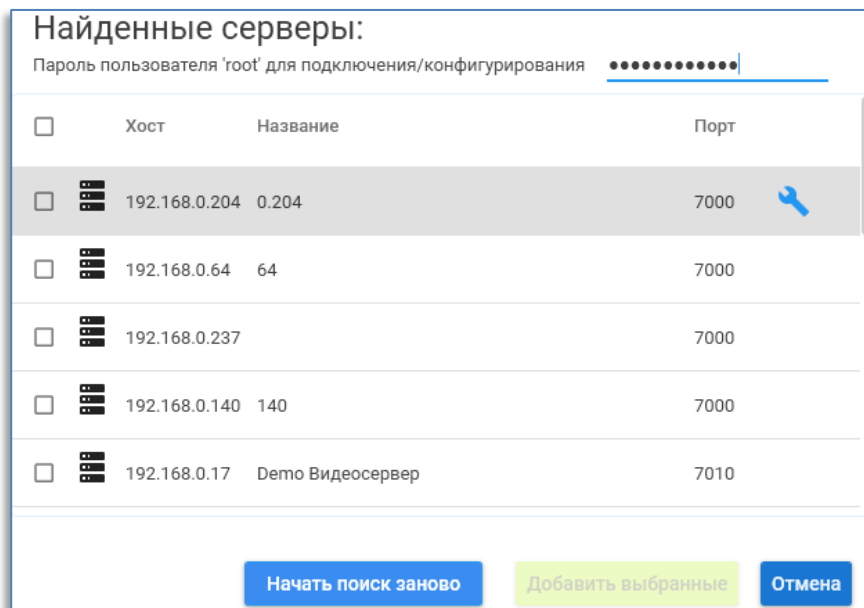 Найденные серверы:
Пароль пользователя 'root' для подключения/конфигурирования ••••••••••••
Хост Название Порт
192.168.0.204 0.204 7000
192.168.0.64 64 7000
192.168.0.237 7000
192.168.0.140 140 7000
192.168.0.17 Demo Видеосервер 7010
Начать поиск заново Добавить выбранные Отмена